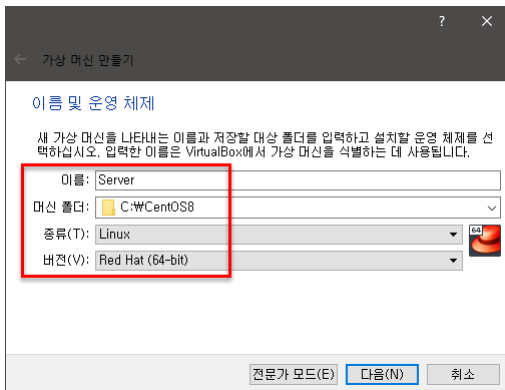 ?
가상 머신 만들기
이름 및 운영 체제
새 가상 머신을 나타내는 이름과 저장할 대상 폴더를 입력하고 설치할 운영 체제를 선
택하십시오. 입력한 이름은 VirtualBox에서 가상 머신을 식별하는 데 사용됩니다.
이름: Server
머신 폴더: C:₩CentOS8
종류(T): Linux
64
버전(V): Red Hat (64-bit)
전문가 모드(E) 다음(N) 취소